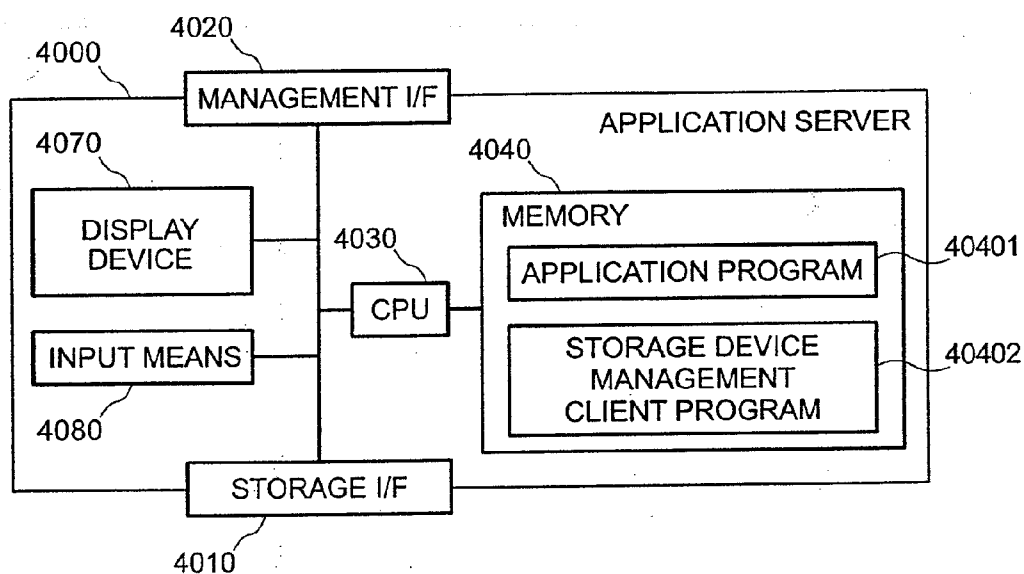 4020
4000
MANAGEMENT I/F
APPLICATION SERVER
4070
4040
DISPLAY
DEVICE
MEMORY
4030
40401
APPLICATION PROGRAM
CPU
INPUT MEANS
STORAGE DEVICE
MANAGEMENT
CLIENT PROGRAM
40402
4080
STORAGE I/F
4010